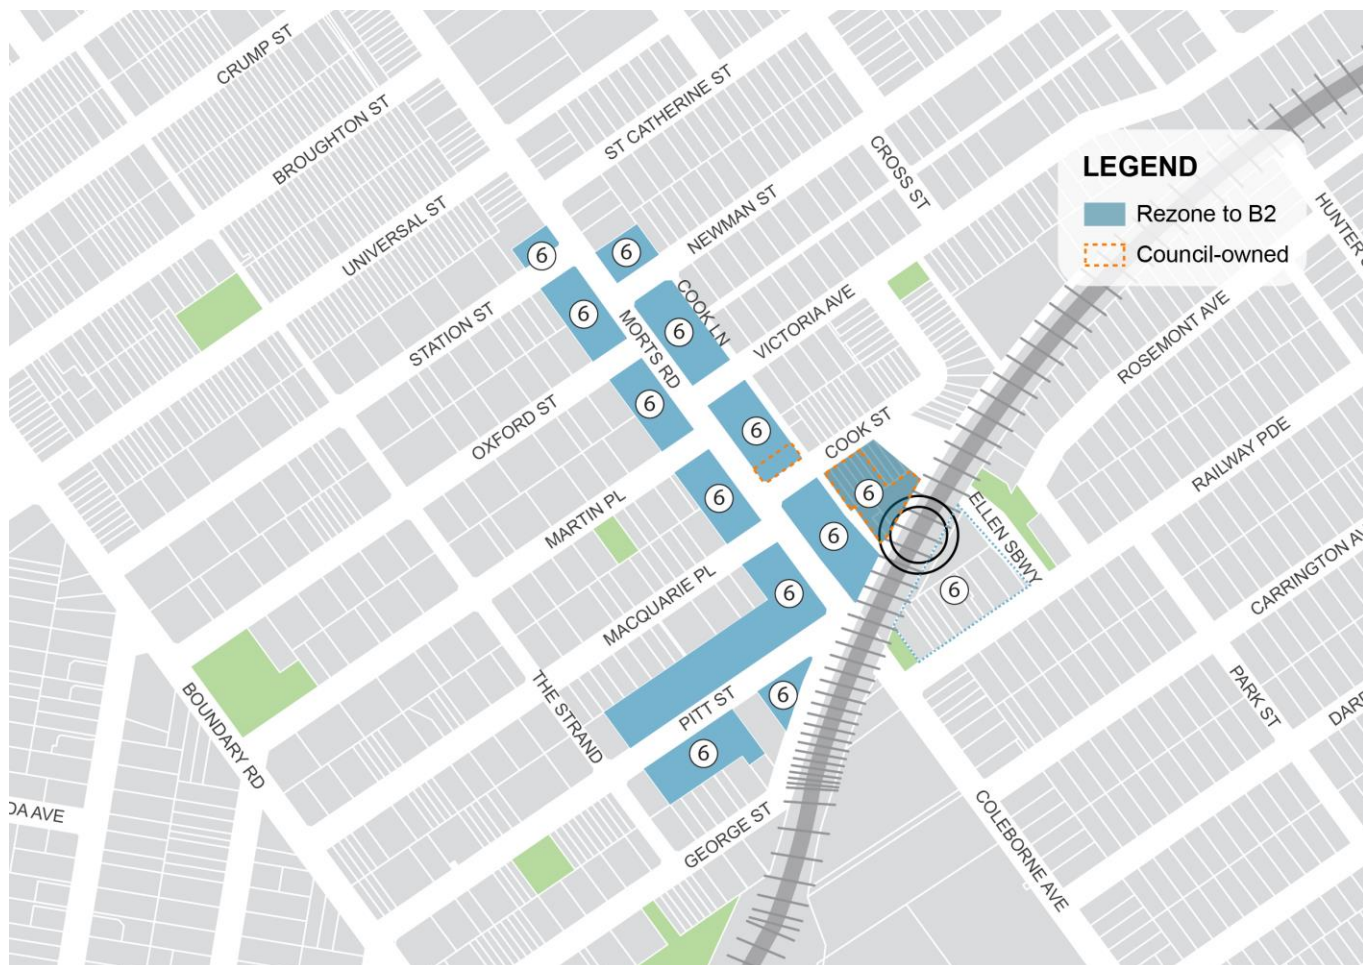 CRUMP ST
BROUGHTON ST
ST CATHERINE ST
CROSS ST
LEGEND
Rezone to B2
Council-owned
HUNTER
UNIVERSAL ST
NEWMAN ST
6
6
STATION ST
6
MORTS RD
COOK LN
6
VICTORIA AVE
ROSEMONT AVE
OXFORD ST
6
6
COOK ST
RAILWAY PDE
MARTIN PL
6
6
6
ELLEN SBWY
CARRINGTON AV
MACQUARIE PL
6
6
BOUNDARY RD
THE STRAND
PITT ST
6
6
PARK ST
DAR
DA AVE
GEORGE ST
COLEBORNE AVE